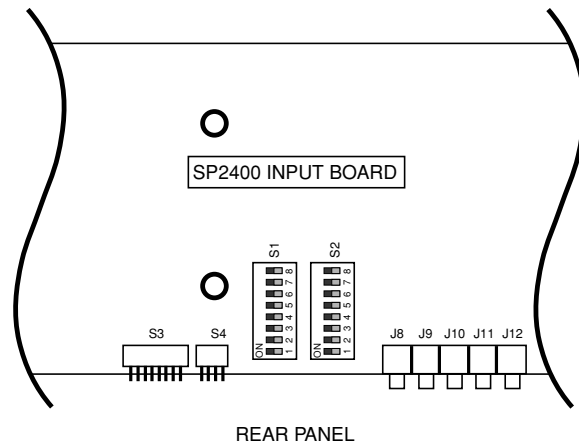 SP2400 INPUT BOARD
S1 S2
8 8
7 7
6 6
5 5
4 4
3 3
2 2
1 1
ON ON
S3 S4 J8 J9 J10 J11 J12
REAR PANEL